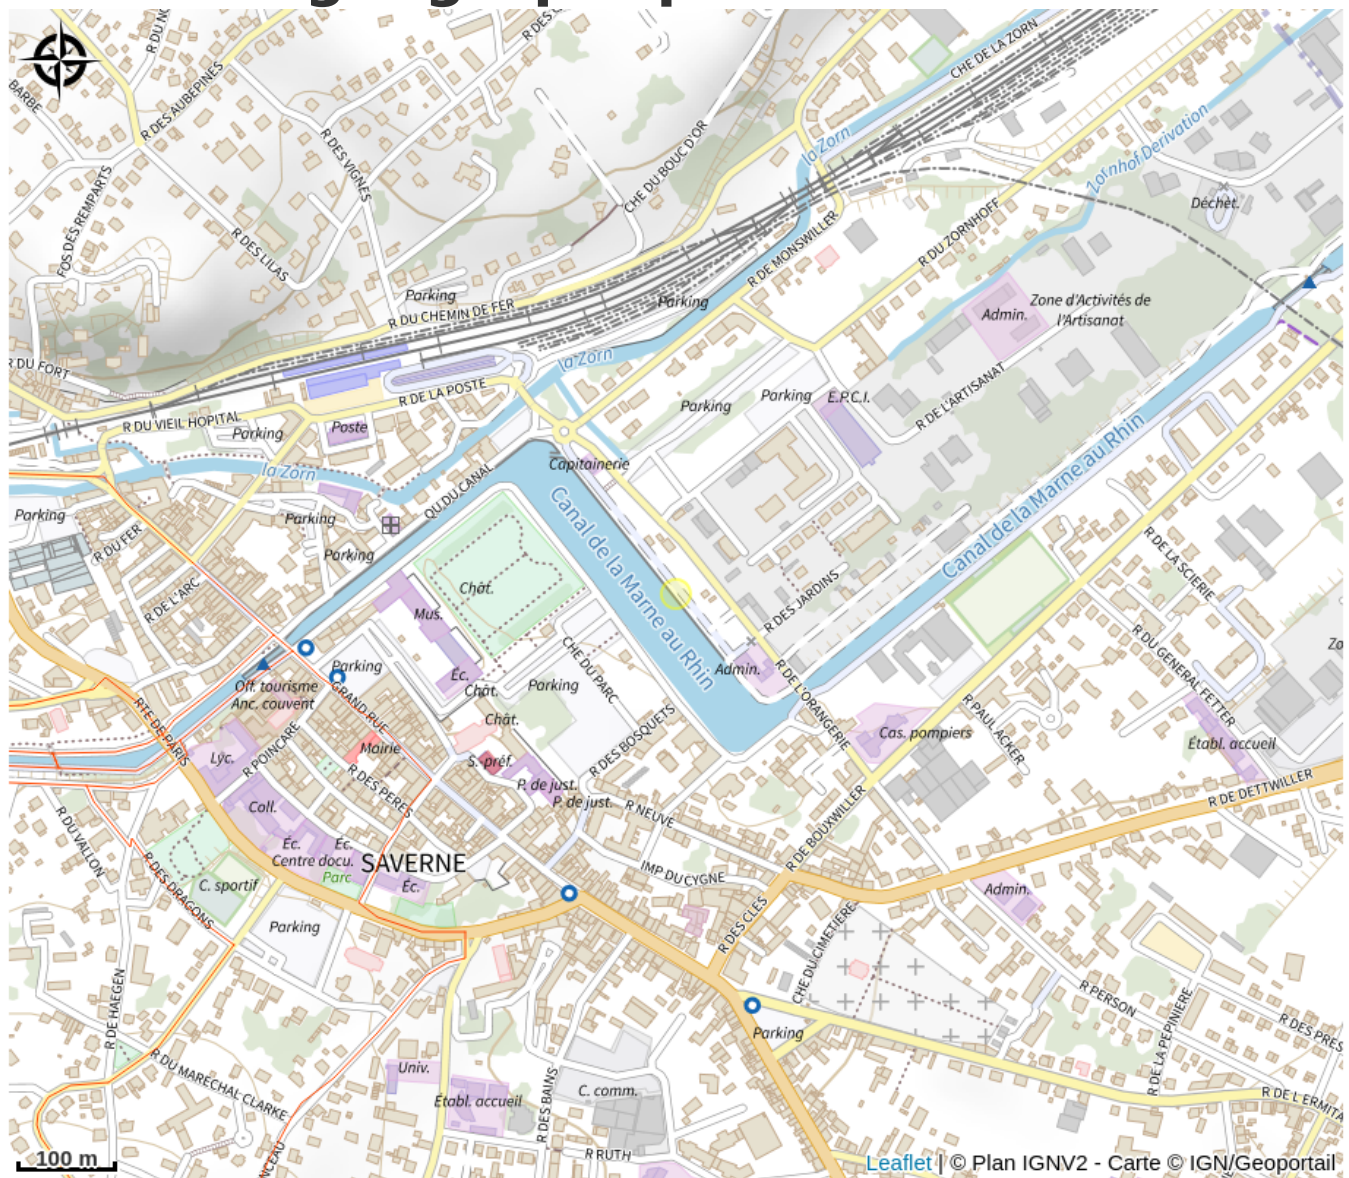 R DES AUBEPINES
R DES VIGNES
CHE DE LA ZORN
la Zorn
Zornhof Derivation
BARBE
FOS DES REMPARTS
R DES LILAS
CHE DU BOUC D'OR
Déchèt.
R DU ZORNHOFF
R DE MONSWILLER
Parking
R DU CHEMIN DE FER
Parking
Admin.
Zone d'Activités de
l'Artisanat
R DU FORT
la Zorn
R DE LA POSTE
R DU VIEIL HOPITAL
Parking
Poste
Parking
Parking
E.P.C.I.
R DE L'ARTISANAT
la Zorn
QU DU CANAL
Capitainerie
Parking
Parking
Parking
R DU FER
R DE L'ARC
Canal de la Marne au Rhin
Canal de la Marne au Rhin
Chât.
Mus.
Éc.
Chât.
Chât.
CHE DU PARC
Parking
R DES JARDINS
Admin.
R DE L'ORANGERIE
R DE LA SCIERIE
R DU GENERAL FETTER
Zo
Parking
Off. tourisme
Anc. couvent
GRAND RUE
RTE DE PARIS
Lyc.
R POINCARE
Mairie
S.-préf.
P. de just.
P. de just.
R DES BOSQUETS
R DES PERES
R PAUL ACKER
Cas. pompiers
Établ. accueil
R DE DETTWILLER
R DU VALLON
R DES DRAGONS
Coll.
Éc.
Éc.
Centre docu.
Parc
Éc.
SAVERNE
C. sportif
Parking
R NEUVE
IMP DU CYGNE
R DE BOUXWILLER
R DES CLES
CHE DU CIMETIERE
Admin.
R PERSON
R DE LA PEPINIERE
R DES PRES
R DE L'ERMITA
R DE HAEGEN
R DU MARECHAL CLARKE
Univ.
Établ. accueil
R DES BAINS
C. comm.
R RUTH
Parking
NCEAU
100 m
Leaflet | © Plan IGNV2 - Carte © IGN/Geoportail